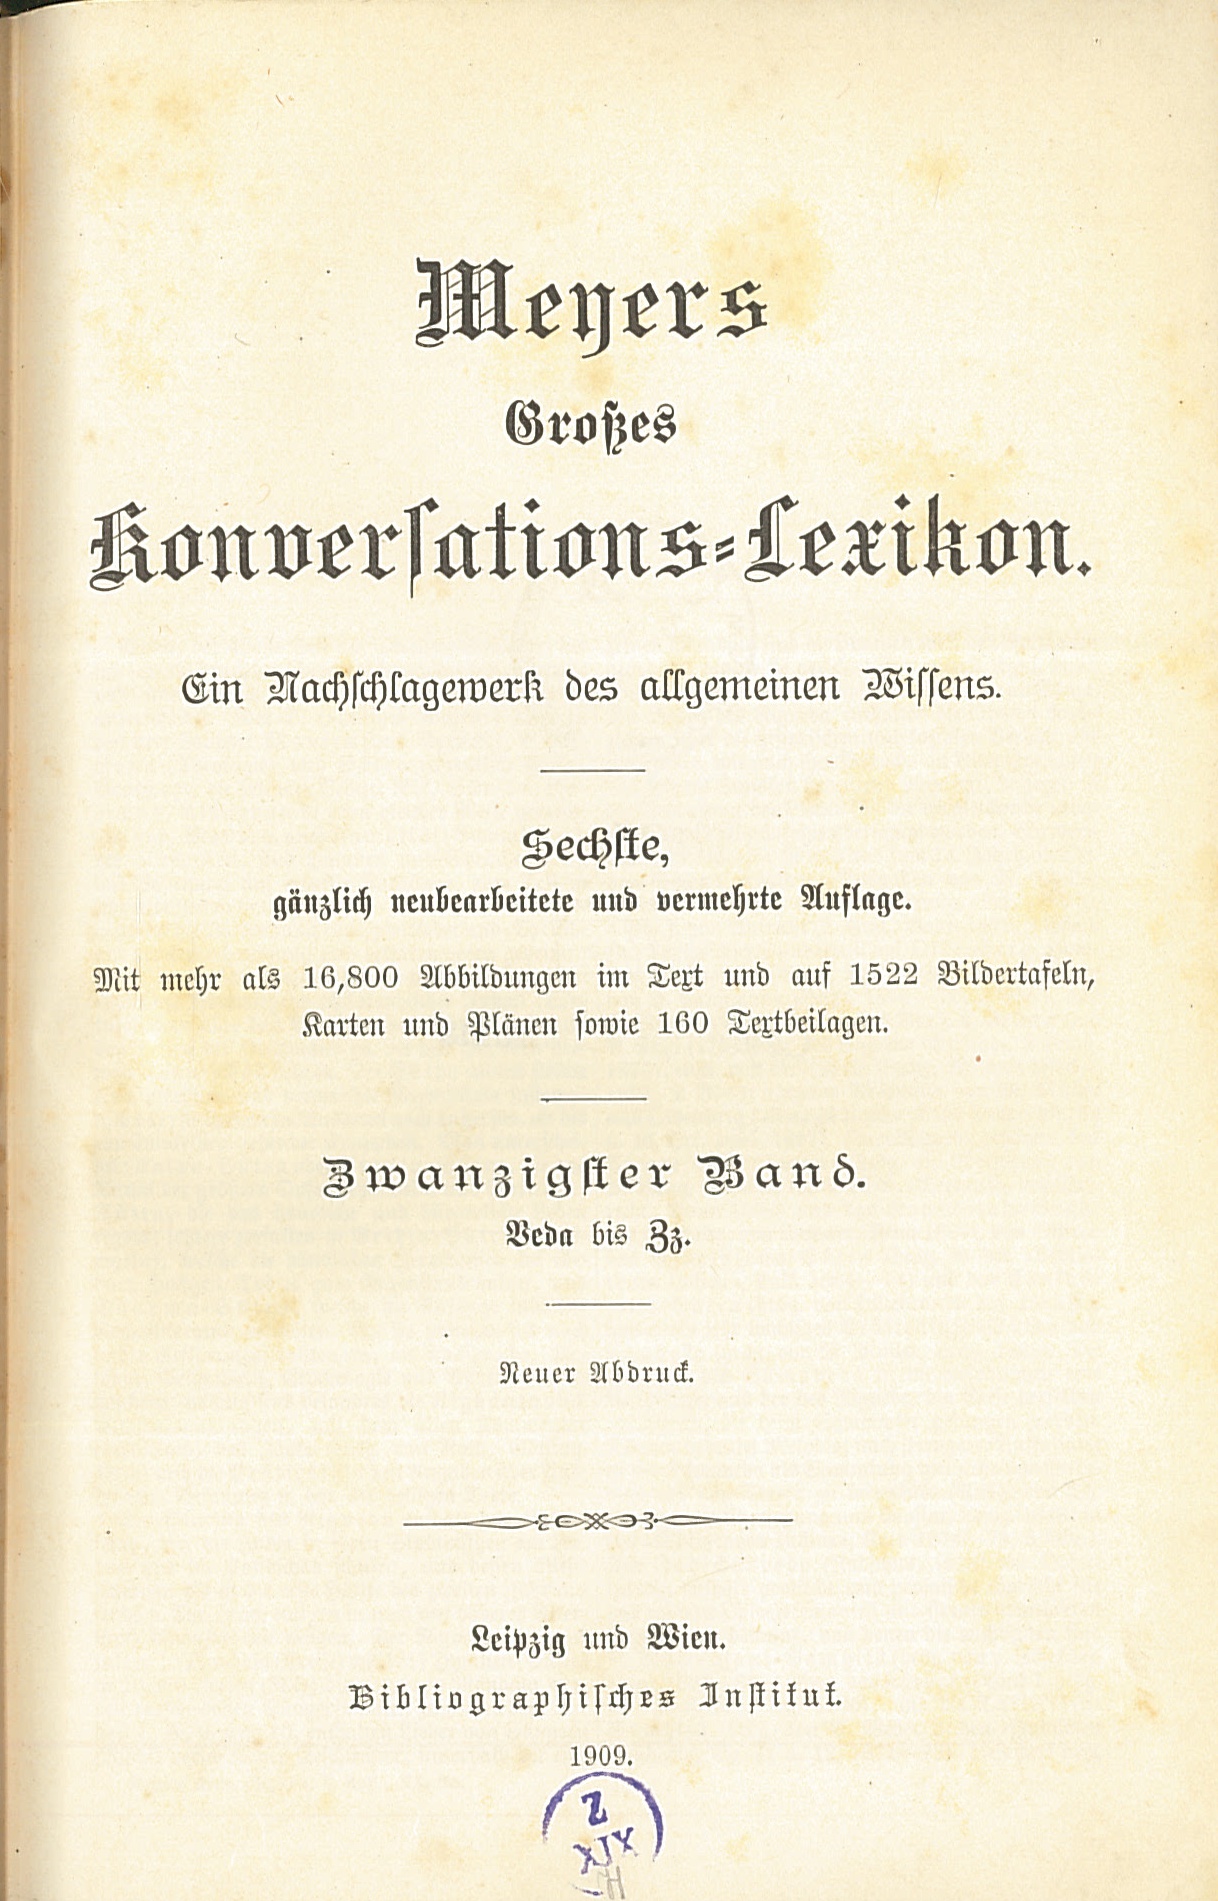 Meyers
Großes
Konversations-Lexikon.
Ein Nachschlagewerk des allgemeinen Wissens.
Sechste,
gänzlich neubearbeitete und vermehrte Auflage.
Mit mehr als 16,800 Abbildungen im Text und auf 1522 Bildertafeln,
Karten und Plänen sowie 160 Textbeilagen.
Zwanzigster Band.
Veda bis Zz.
Neuer Abdruck.
Leipzig und Wien.
Bibliographisches Institut.
1909.
Z
XIX